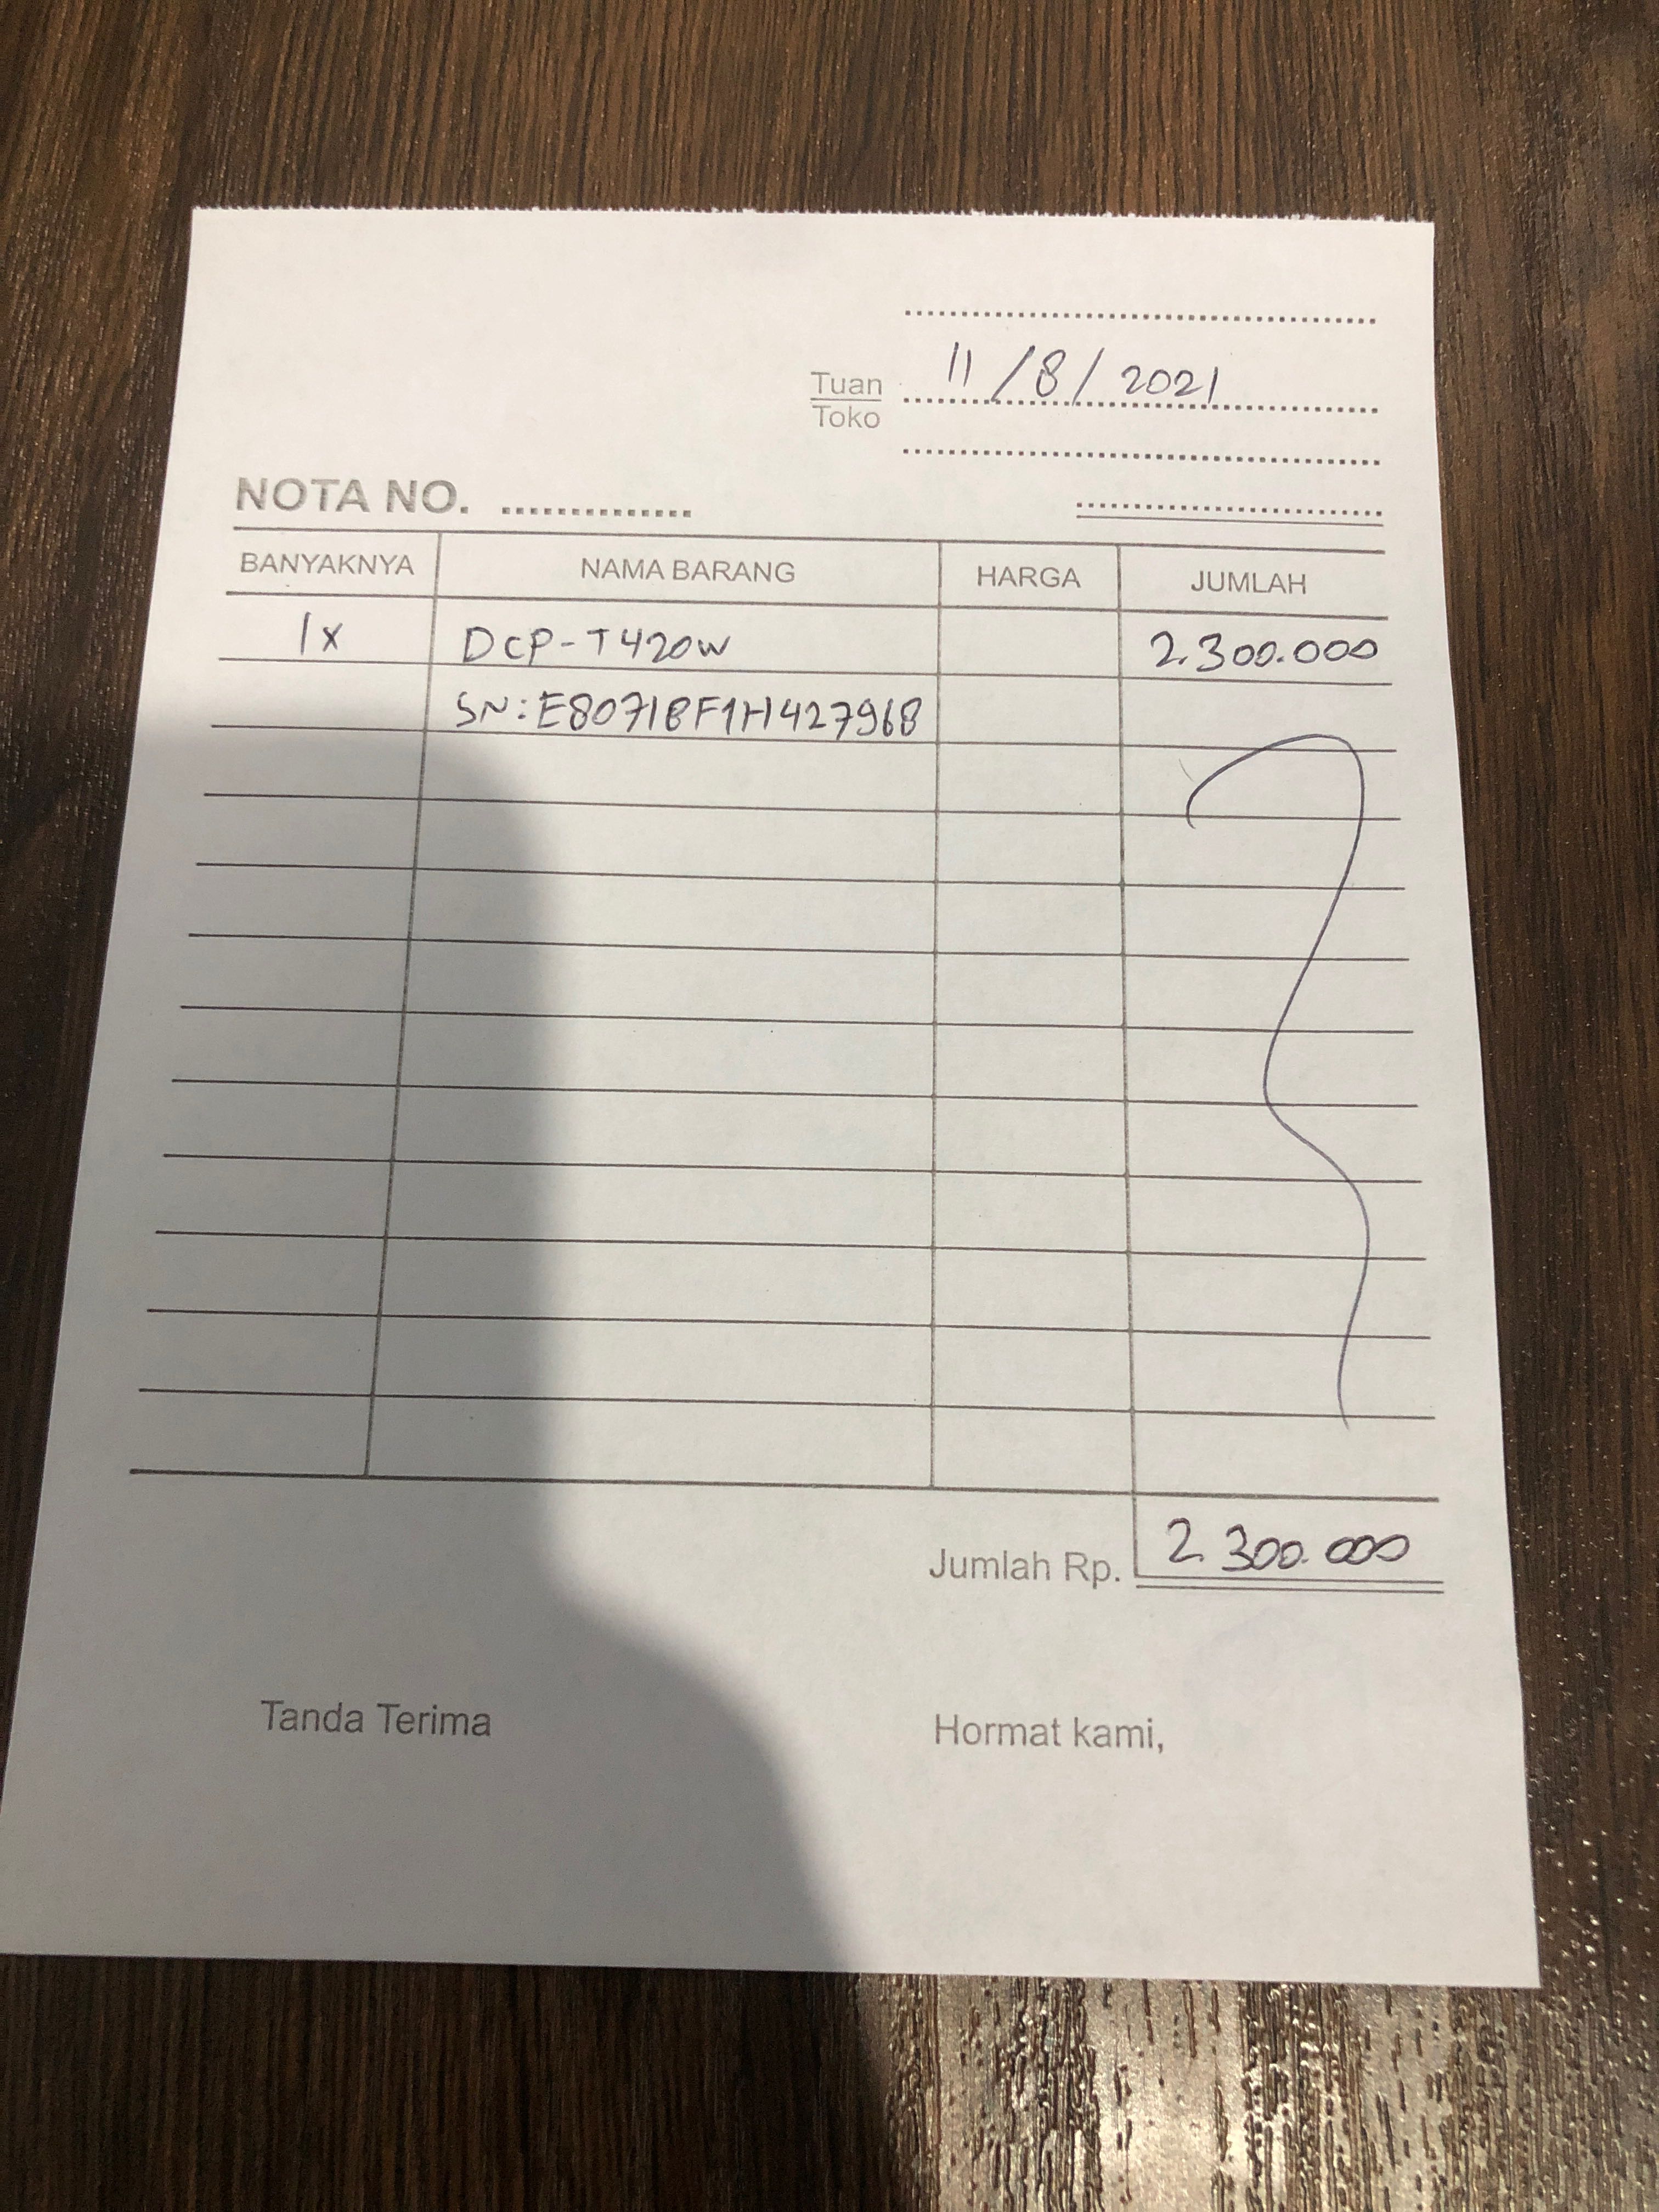 11/8/2021
Tuan
Toko
NOTA NO.
BANYAKNYA NAMA BARANG HARGA JUMLAH
1x DCP-T420W 2.300.000
SN: E80718F1H427968
Jumlah Rp. 2.300.000
Tanda Terima Hormat kami,